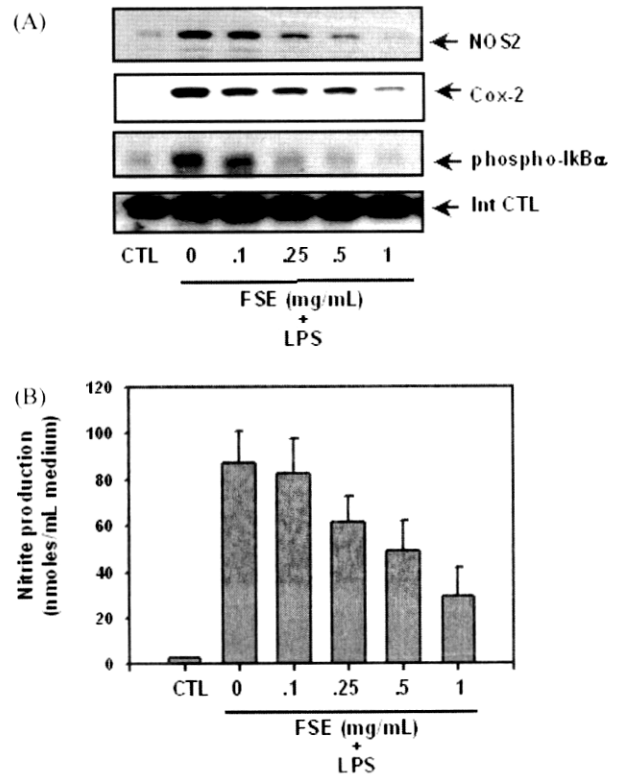 (A)
NOS2
Cox-2
phospho-IkBα
Int CTL
CTL 0 .1 .25 .5 1
FSE (mg/mL)
+
LPS
(B)
Nitrite production
(nmoles/mL medium)
120
100
80
60
40
20
0
CTL 0 .1 .25 .5 1
FSE (mg/mL)
+
LPS